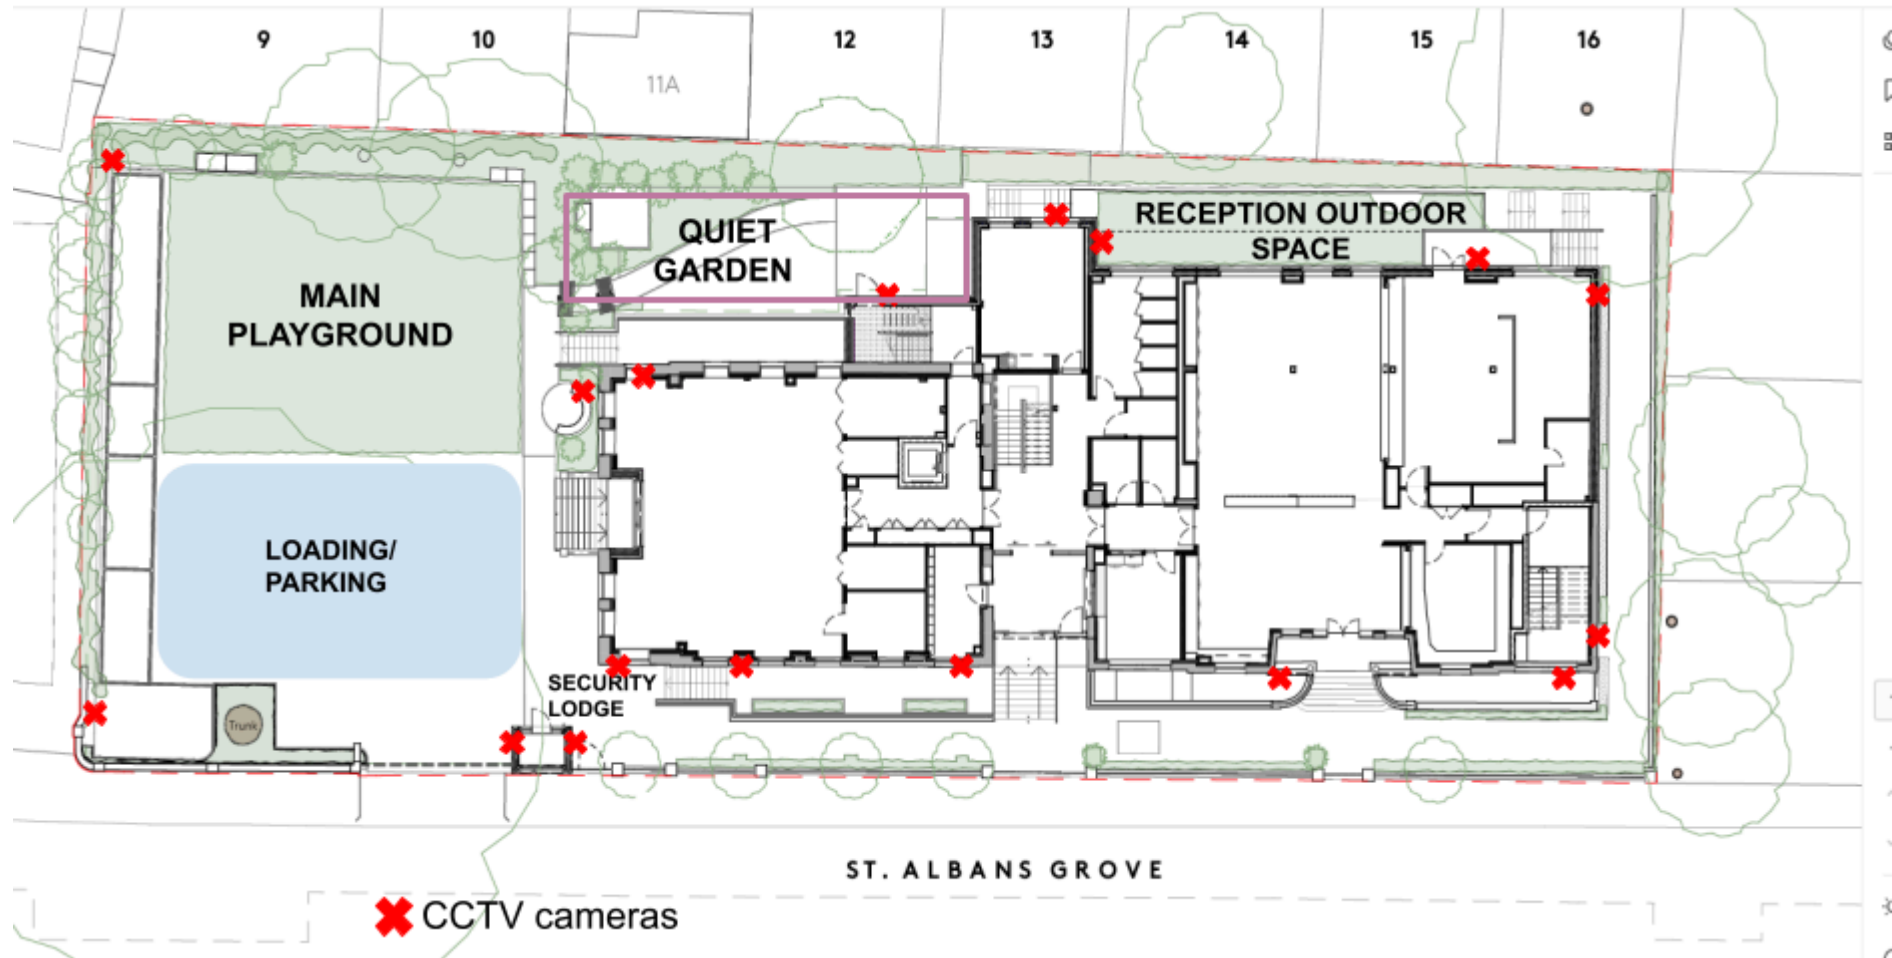 9
10
12
13
14
15
16
11A
QUIET
GARDEN
RECEPTION OUTDOOR
SPACE
MAIN
PLAYGROUND
LOADING/
PARKING
SECURITY
LODGE
Trunk
ST. ALBANS GROVE
CCTV cameras